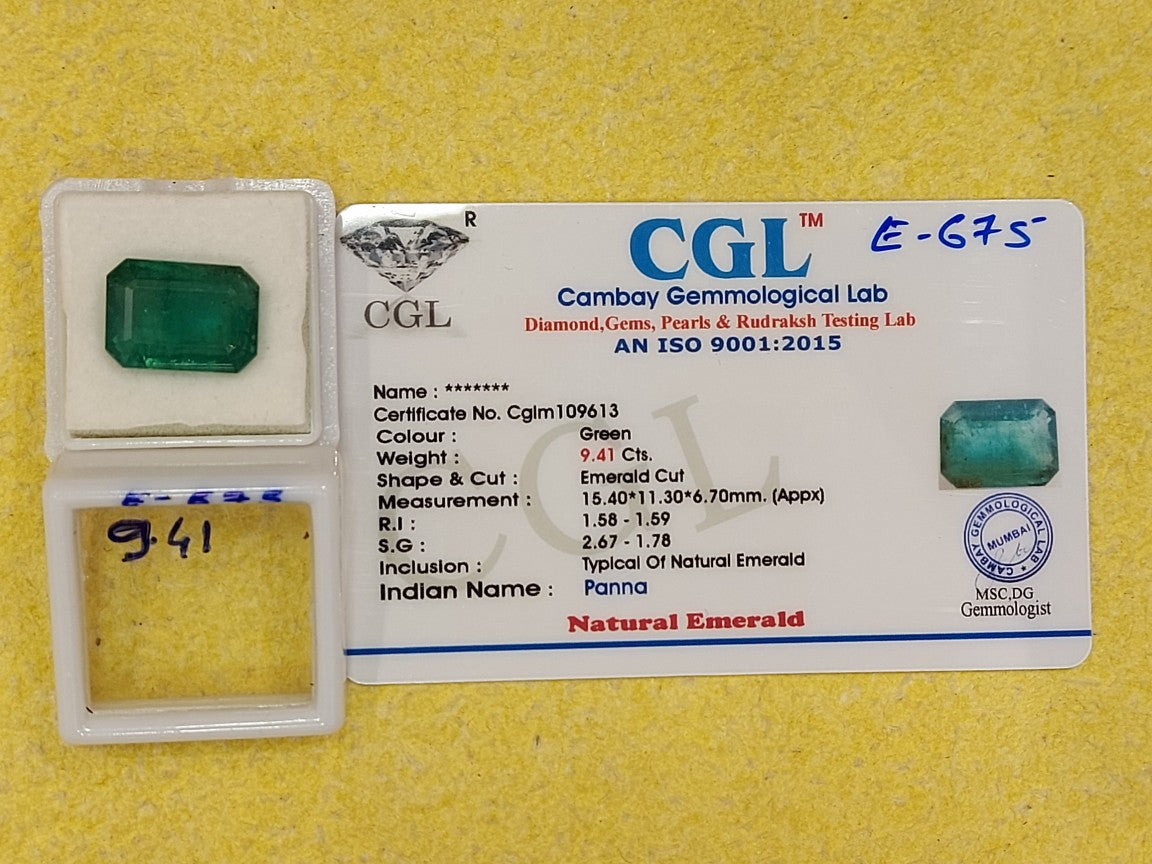 R
CGL
CGL™
E-675
Cambay Gemmological Lab
Diamond,Gems, Pearls & Rudraksh Testing Lab
AN ISO 9001:2015
Name : *******
Certificate No. Cglm109613
Colour : Green
Weight : 9.41 Cts.
Shape & Cut : Emerald Cut
Measurement : 15.40*11.30*6.70mm. (Appx)
R.I : 1.58 - 1.59
S.G : 2.67 - 1.78
Inclusion : Typical Of Natural Emerald
Indian Name : Panna
Natural Emerald
CGL
CAMBAY GEMMOLOGICAL LAB
MUMBAI
MSC,DG
Gemmologist
9.41